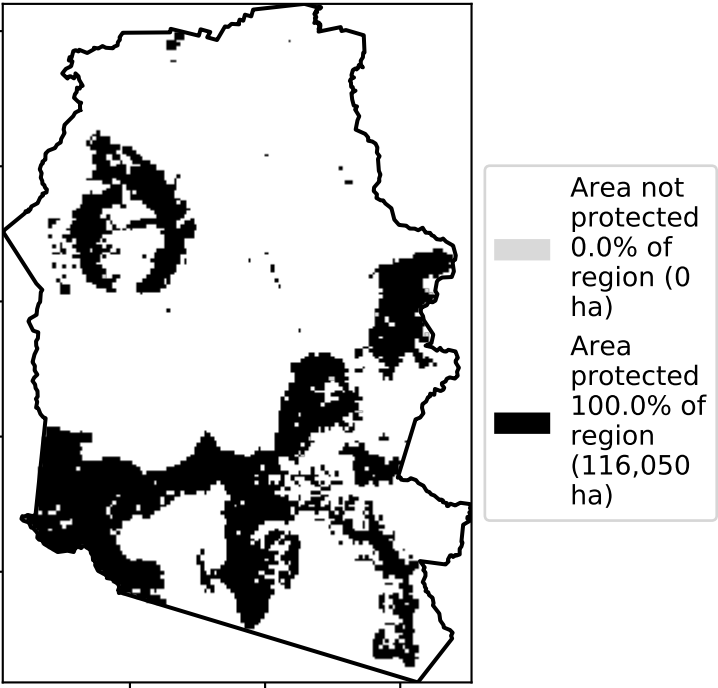 Area not
protected
0.0% of
region (0
ha)
Area
protected
100.0% of
region
(116,050
ha)